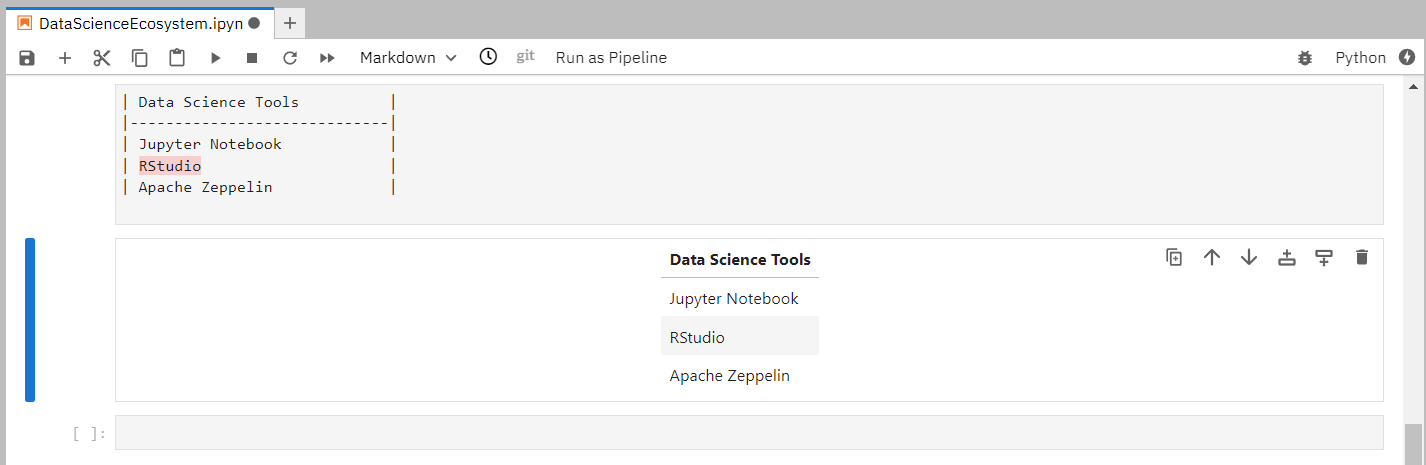 DataScienceEcosystem.ipyn
Markdown git Run as Pipeline Python
| Data Science Tools          |
|-----------------------------|
| Jupyter Notebook            |
| RStudio                     |
| Apache Zeppelin             |
Data Science Tools
Jupyter Notebook
RStudio
Apache Zeppelin
[ ]: